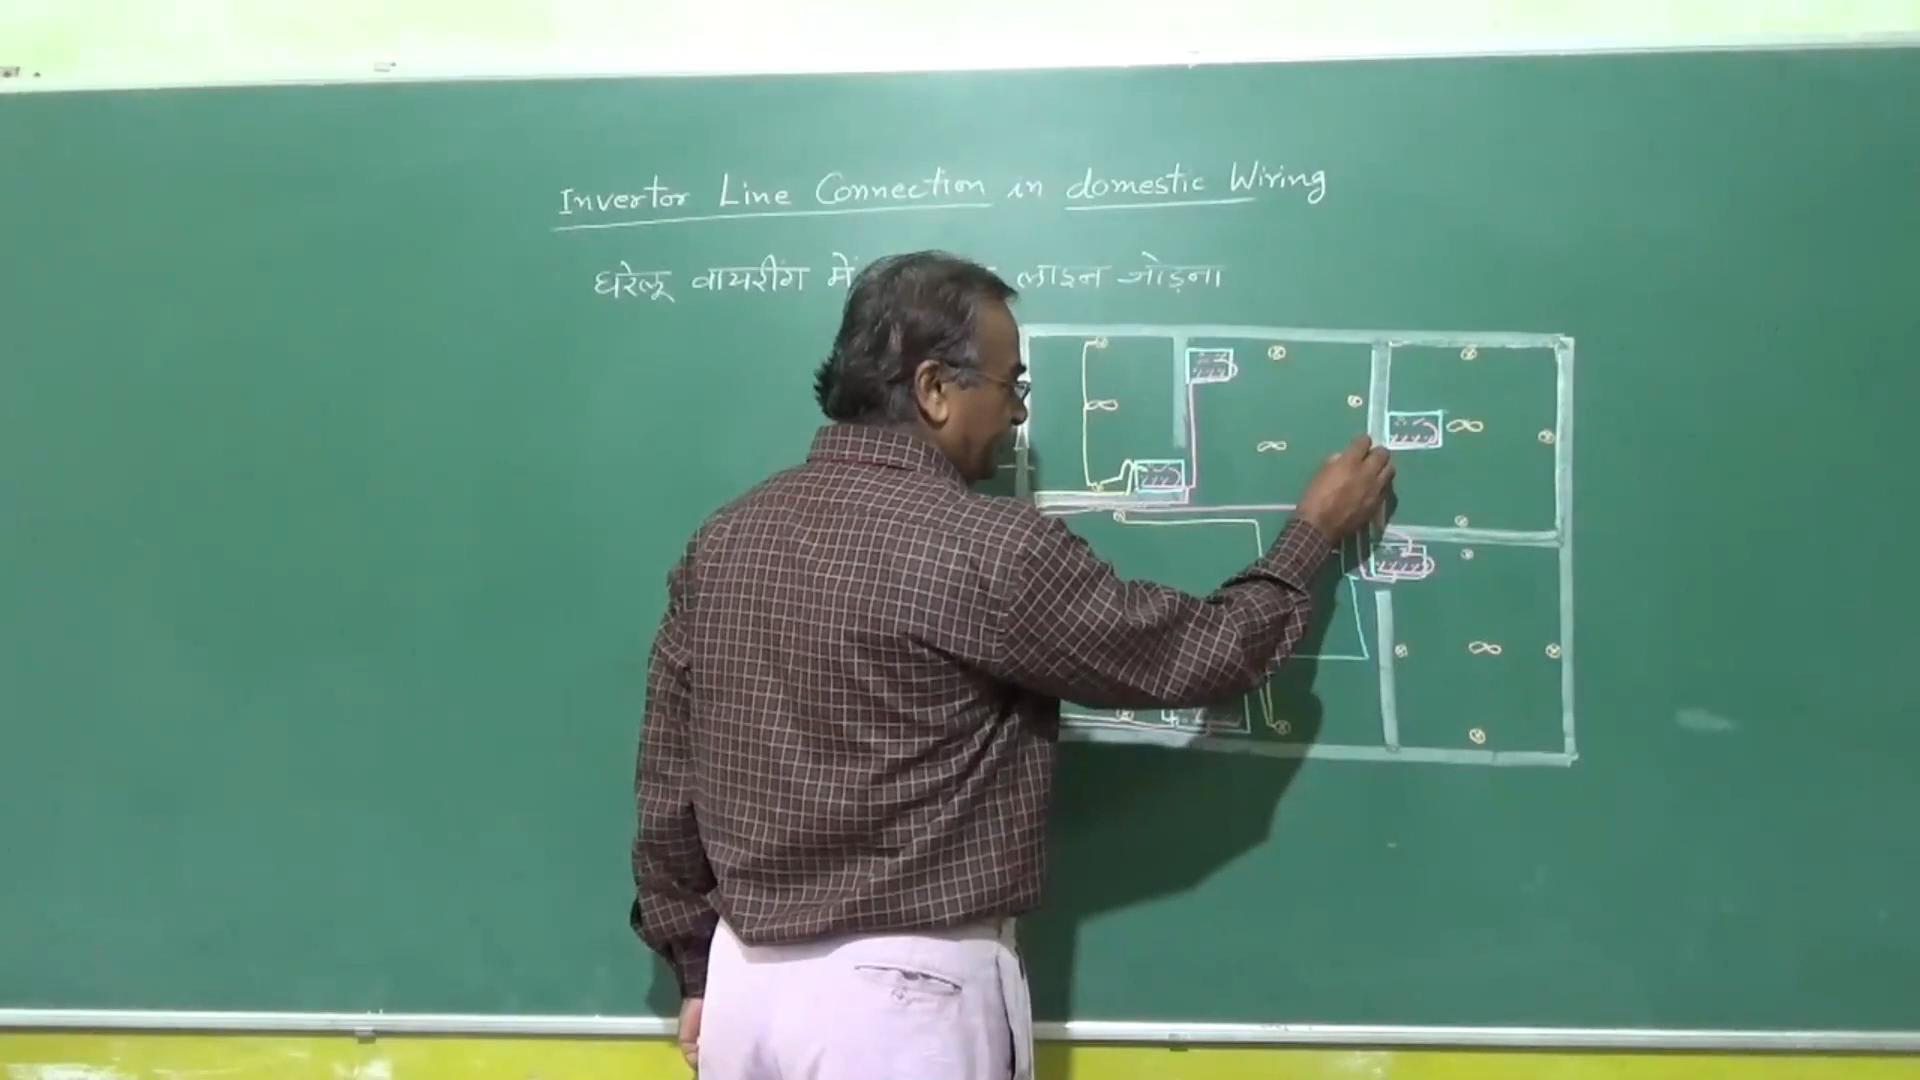 Invertor Line Connection in domestic Wiring
घरेलू वायरींग में लाइन जोड़ना